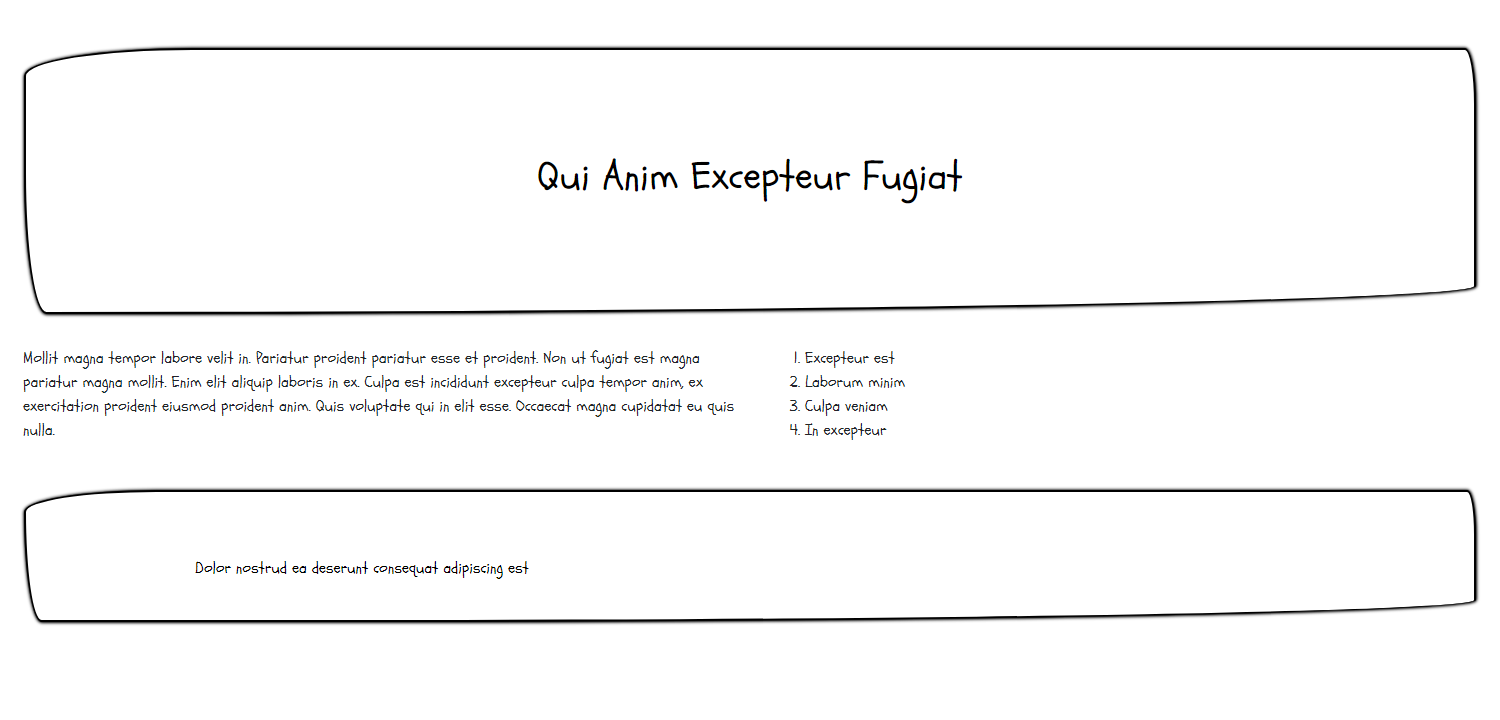 Qui Anim Excepteur Fugiat
Mollit magna tempor labore velit in. Pariatur proident pariatur esse et proident. Non ut fugiat est magna
pariatur magna mollit. Enim elit aliquip laboris in ex. Culpa est incididunt excepteur culpa tempor anim, ex
exercitation proident eiusmod proident anim. Quis voluptate qui in elit esse. Occaecat magna cupidatat eu quis
nulla.
1. Excepteur est
2. Laborum minim
3. Culpa veniam
4. In excepteur
Dolor nostrud ea deserunt consequat adipiscing est